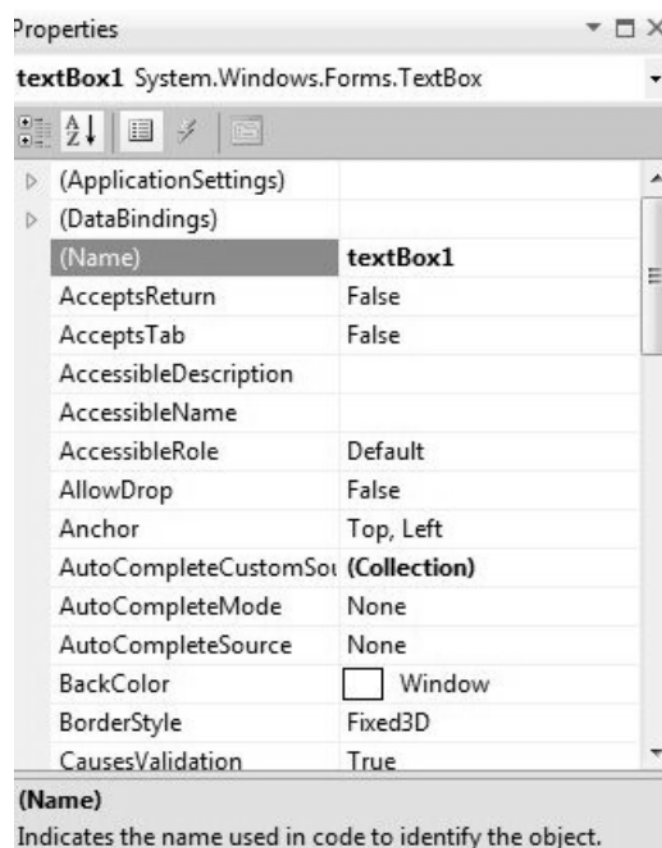 Properties
textBox1 System.Windows.Forms.TextBox
(ApplicationSettings)
(DataBindings)
(Name) textBox1
AcceptsReturn False
AcceptsTab False
AccessibleDescription
AccessibleName
AccessibleRole Default
AllowDrop False
Anchor Top, Left
AutoCompleteCustomSou (Collection)
AutoCompleteMode None
AutoCompleteSource None
BackColor Window
BorderStyle Fixed3D
CausesValidation True
(Name)
Indicates the name used in code to identify the object.